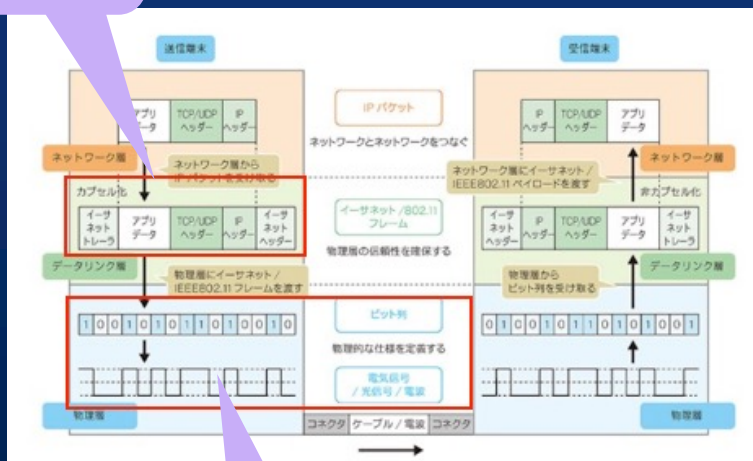 送信端末
受信端末
アプリ
データ
TCP/UDP
ヘッダー
IP
ヘッダー
IP パケット
ネットワークとネットワークをつなぐ
IP
ヘッダー
TCP/UDP
ヘッダー
アプリ
データ
ネットワーク層
ネットワーク層から
IP パケットを受け取る
ネットワーク層にイーサネット /
IEEE802.11 ペイロードを渡す
ネットワーク層
カプセル化
イーサ
ネット
トレーラ
アプリ
データ
TCP/UDP
ヘッダー
IP
ヘッダー
イーサ
ネット
ヘッダー
イーサネット /802.11
フレーム
物理層の信頼性を確保する
非カプセル化
イーサ
ネット
ヘッダー
IP
ヘッダー
TCP/UDP
ヘッダー
アプリ
データ
イーサ
ネット
トレーラ
データリンク層
物理層にイーサネット /
IEEE802.11 フレームを渡す
物理層から
ビット列を受け取る
データリンク層
1 0 0 1 0 1 0 1 1 0 1 0 0 1 0
ビット列
0 1 0 0 1 0 1 1 0 1 0 1 0 0 1
物理的な仕様を定義する
電気信号
/ 光信号 / 電波
物理層
コネクタ ケーブル / 電波 コネクタ
物理層